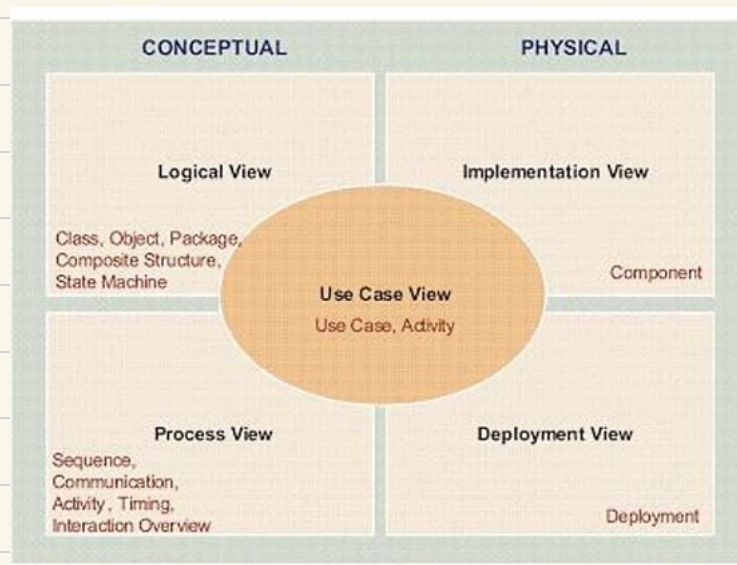 CONCEPTUAL
PHYSICAL
Logical View
Class, Object, Package,
Composite Structure,
State Machine
Implementation View
Component
Use Case View
Use Case, Activity
Process View
Sequence,
Communication,
Activity, Timing,
Interaction Overview
Deployment View
Deployment